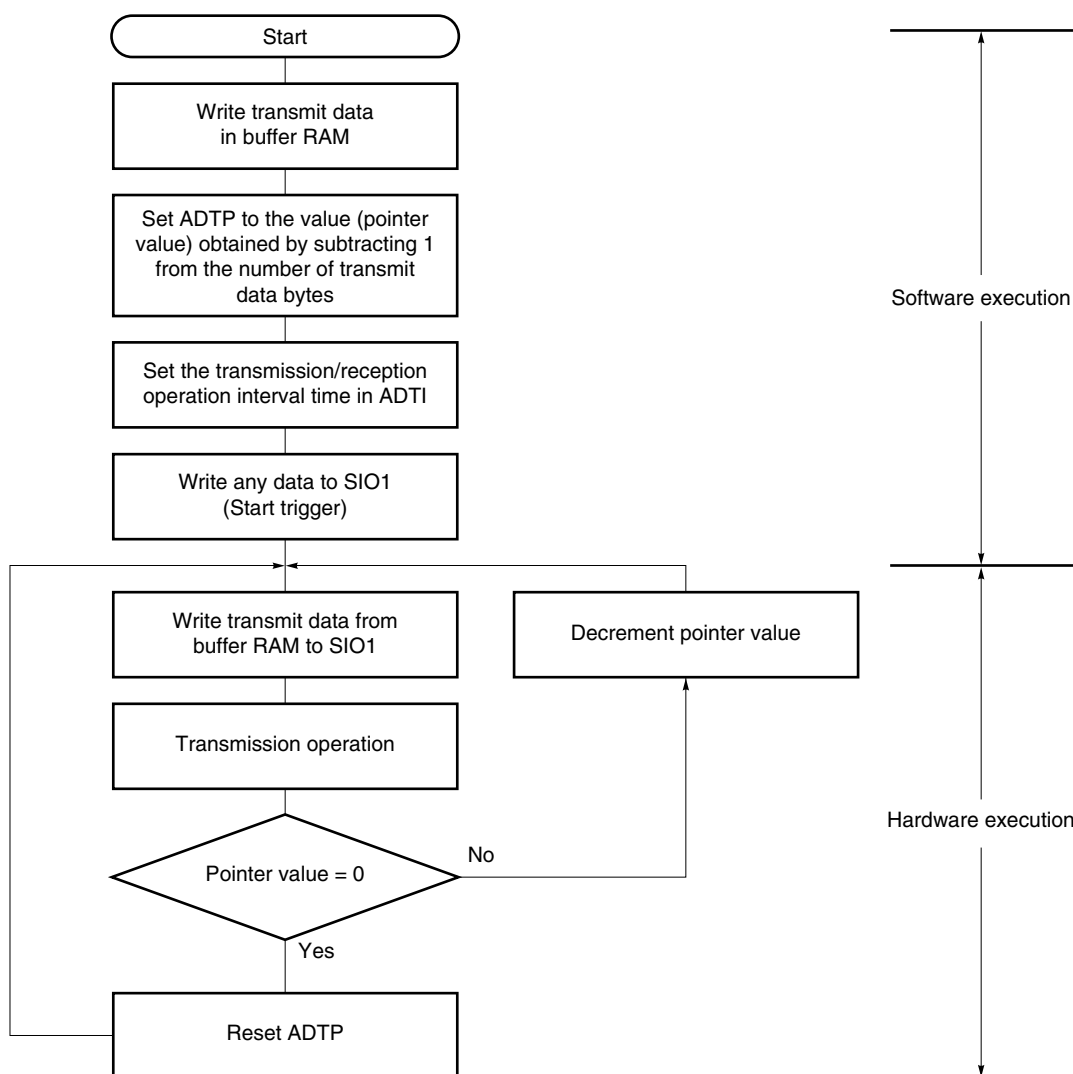 Start
Write transmit data
in buffer RAM
Set ADTP to the value (pointer
value) obtained by subtracting 1
from the number of transmit
data bytes
Software execution
Set the transmission/reception
operation interval time in ADTI
Write any data to SIO1
(Start trigger)
Write transmit data from
buffer RAM to SIO1
Decrement pointer value
Transmission operation
Hardware execution
Pointer value = 0
No
Yes
Reset ADTP